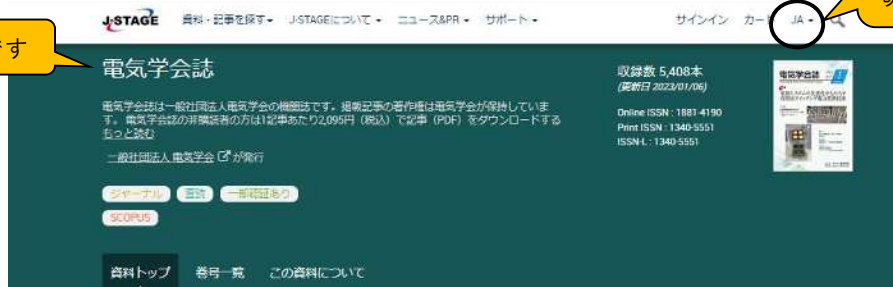 J-STAGE 資料・記事を探す J-STAGEについて ニュース&PR サポート サインイン カート JA
す
です
電気学会誌
電気学会誌は一般社団法人電気学会の機関誌です。掲載記事の著作権は電気学会が保持していま
す。電気学会誌の非購読者の方は1記事あたり2,095円（税込）で記事（PDF）をダウンロードする
もっと読む
一般社団法人 電気学会 が発行
ジャーナル 査読 一部認証あり
SCOPUS
収録数 5,408本
(更新日 2023/01/06)
Online ISSN : 1881-4190
Print ISSN : 1340-5551
ISSN-L : 1340-5551
電気学会誌
資料トップ 巻号一覧 この資料について